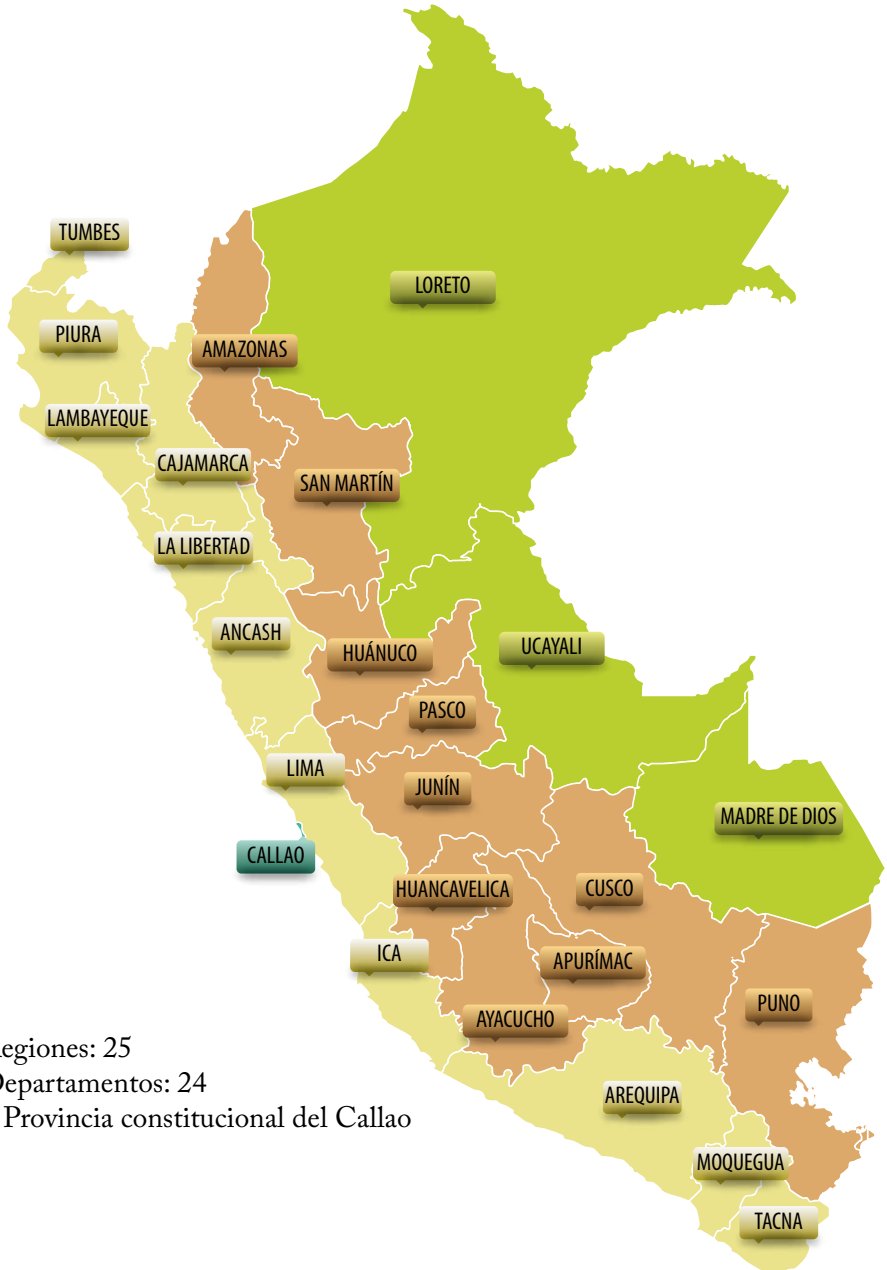 TUMBES
LORETO
PIURA
AMAZONAS
LAMBAYEQUE
CAJAMARCA
SAN MARTÍN
LA LIBERTAD
ANCASH
HUÁNUCO
UCAYALI
PASCO
LIMA
JUNÍN
MADRE DE DIOS
CALLAO
HUANCAVELICA
CUSCO
ICA
APURÍMAC
PUNO
AYACUCHO
egiones: 25
Departamentos: 24
Provincia constitucional del Callao
AREQUIPA
MOQUEGUA
TACNA